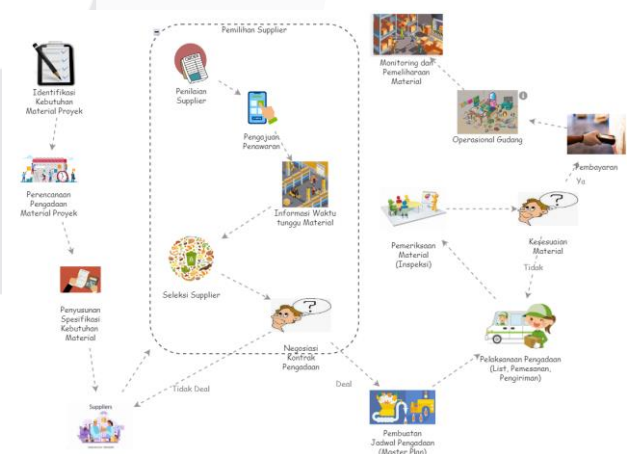 Pemilihan Supplier
Identifikasi
Kebutuhan
Material Proyek
Perencanaan
Pengadaan
Material Proyek
Penyusunan
Spesifikasi
Kebutuhan
Material
Suppliers
Penilaian
Supplier
Pengajuan
Penawaran
Informasi Waktu
tunggu Material
Seleksi Supplier
?
Negosiasi
Kontrak
Pengadaan
Tidak Deal
Deal
Pembuatan
Jadwal Pengadaan
(Master Plan)
Pelaksanaan Pengadaan
(List, Pemesanan,
Pengiriman)
Pemeriksaan
Material
(Inspeksi)
?
Kesesuaian
Material
Tidak
Ya
Pembayaran
Operasional Gudang
Monitoring dan
Pemeliharaan
Material